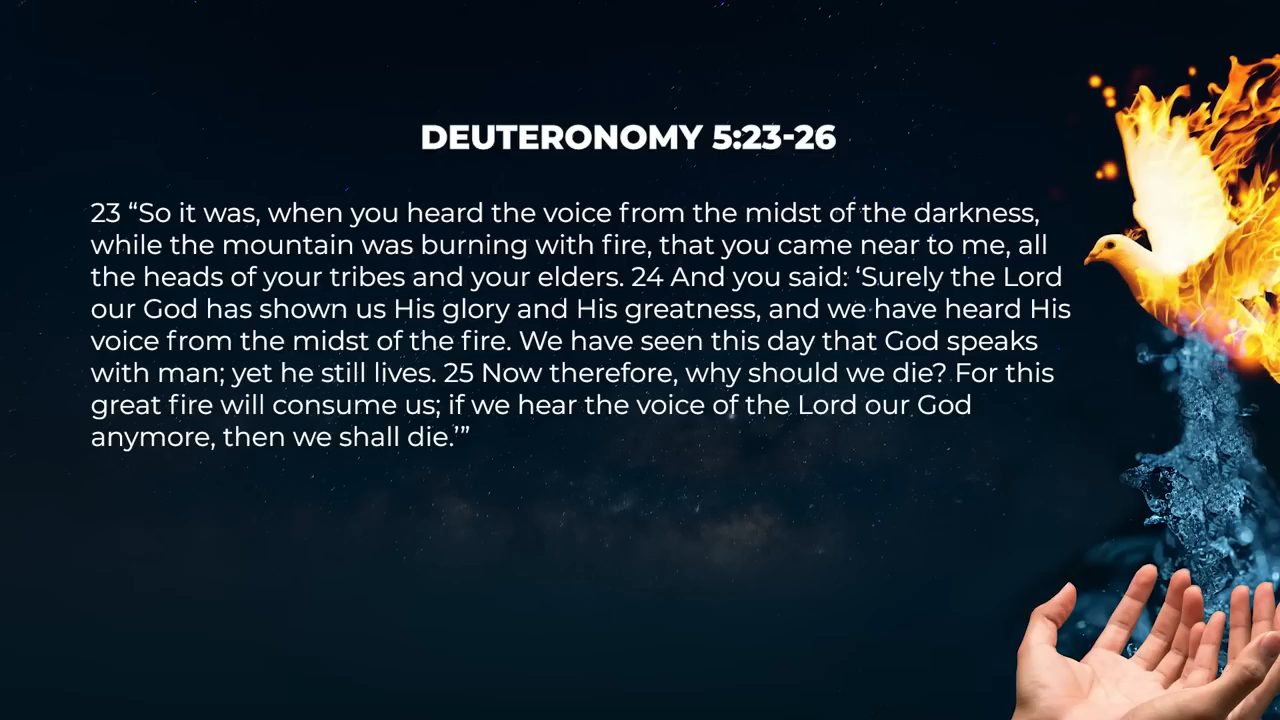 DEUTERONOMY 5:23-26
23 “So it was, when you heard the voice from the midst of the darkness,
while the mountain was burning with fire, that you came near to me, all
the heads of your tribes and your elders. 24 And you said: ‘Surely the Lord
our God has shown us His glory and His greatness, and we have heard His
voice from the midst of the fire. We have seen this day that God speaks
with man; yet he still lives. 25 Now therefore, why should we die? For this
great fire will consume us; if we hear the voice of the Lord our God
anymore, then we shall die.’”